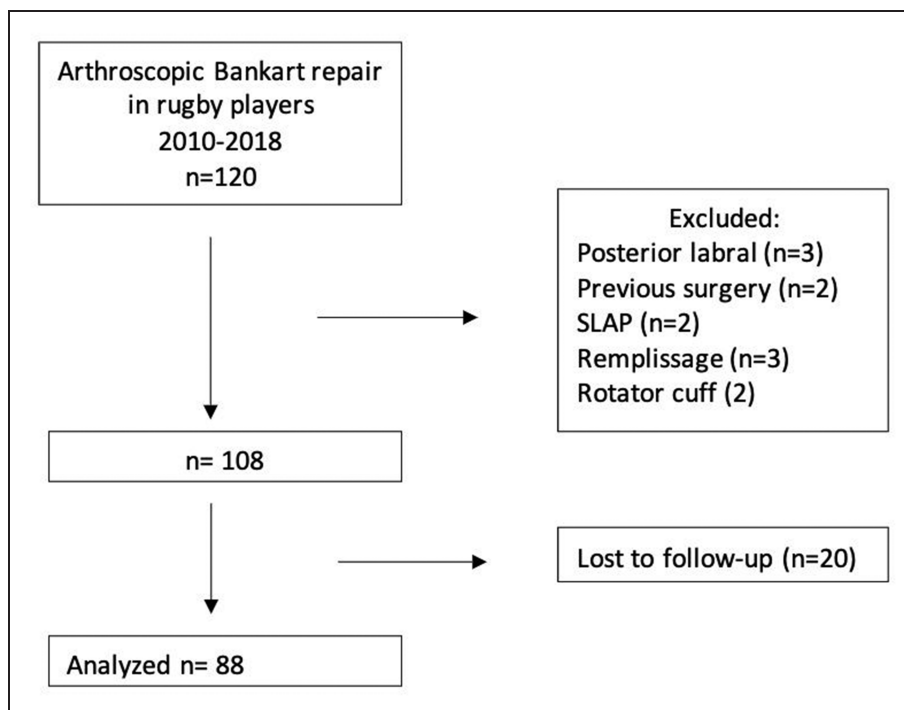 Arthroscopic Bankart repair
in rugby players
2010-2018
n=120
Excluded:
Posterior labral (n=3)
Previous surgery (n=2)
SLAP (n=2)
Remplissage (n=3)
Rotator cuff (2)
n= 108
Lost to follow-up (n=20)
Analyzed n= 88